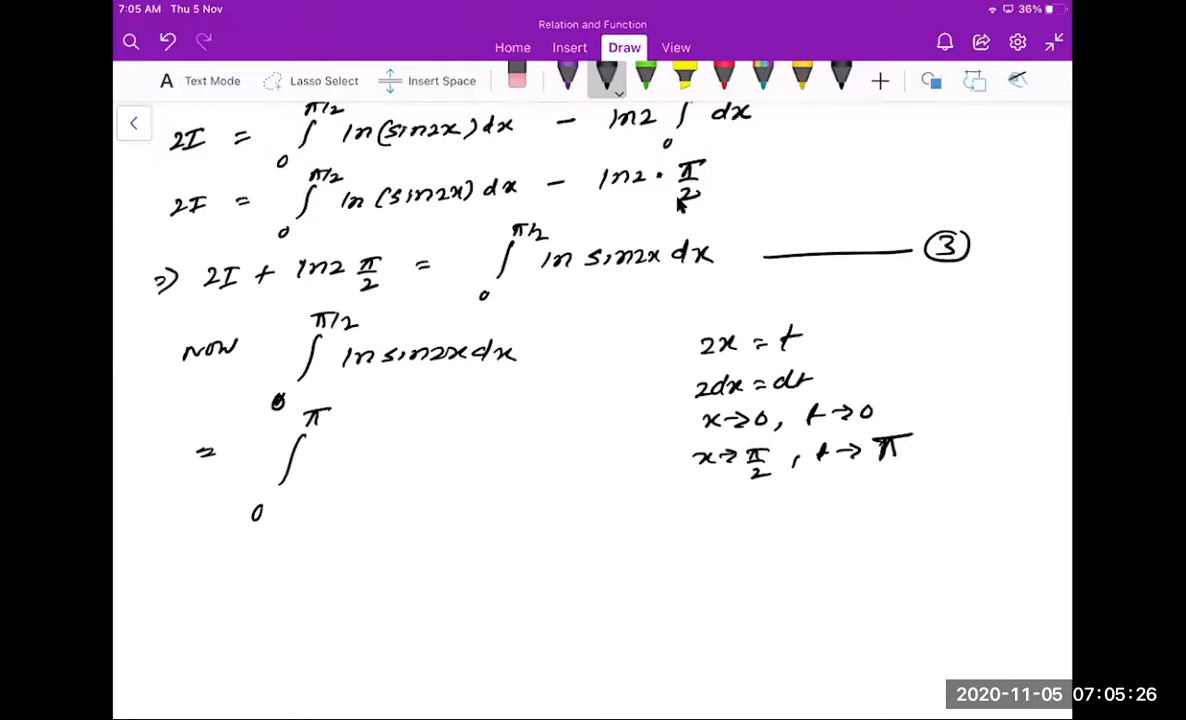 7:05 AM Thu 5 Nov 36%
Relation and Function
Home Insert Draw View
A Text Mode Lasso Select Insert Space
2I = ∫₀^{π/2} ln(sin2x)dx – ln2 ∫₀ dx
2I = ∫₀^{π/2} ln(sin2x)dx – ln2 · π/2
⇒) 2I + ln2 π/2 = ∫₀^{π/2} ln sin2x dx ——— ③
Now ∫₀^{π/2} ln sin2x dx
2x = t
2dx = dt
x→0, t→0
x→π/2, t→π
= ∫₀^{π}
2020-11-05 07:05:26